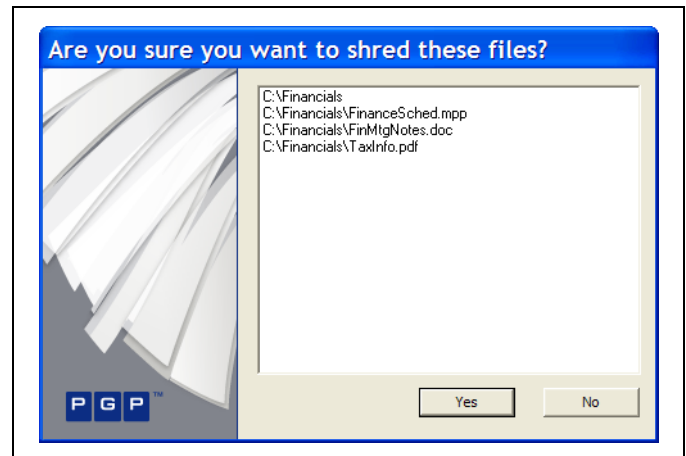 Are you sure you want to shred these files?
C:\Financials
C:\Financials\FinanceSched.mpp
C:\Financials\FinMtgNotes.doc
C:\Financials\TaxInfo.pdf
PGP™
Yes
No